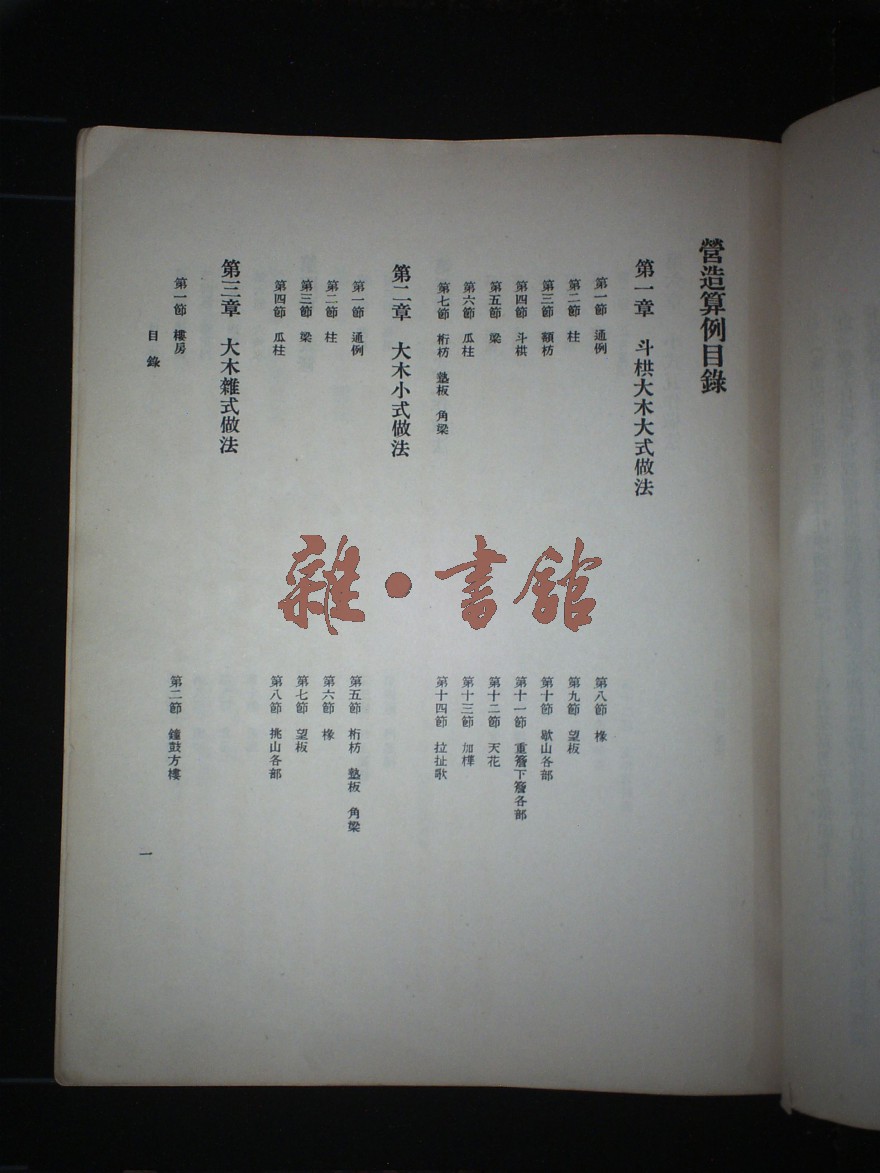 營造算例目錄
第一章 斗栱大木大式做法
第一節 通例
第二節 柱
第三節 額枋
第四節 斗栱
第五節 梁
第六節 瓜柱
第七節 桁枋 墊板 角梁
第八節 椽
第九節 望板
第十節 歇山各部
第十一節 重簷下簷各部
第十二節 天花
第十三節 加榫
第十四節 拉扯歌
第二章 大木小式做法
第一節 通例
第二節 柱
第三節 梁
第四節 瓜柱
第五節 桁枋 墊板 角梁
第六節 椽
第七節 望板
第八節 挑山各部
第三章 大木雜式做法
第一節 樓房
第二節 鐘鼓方樓
目錄
一
雜·書館